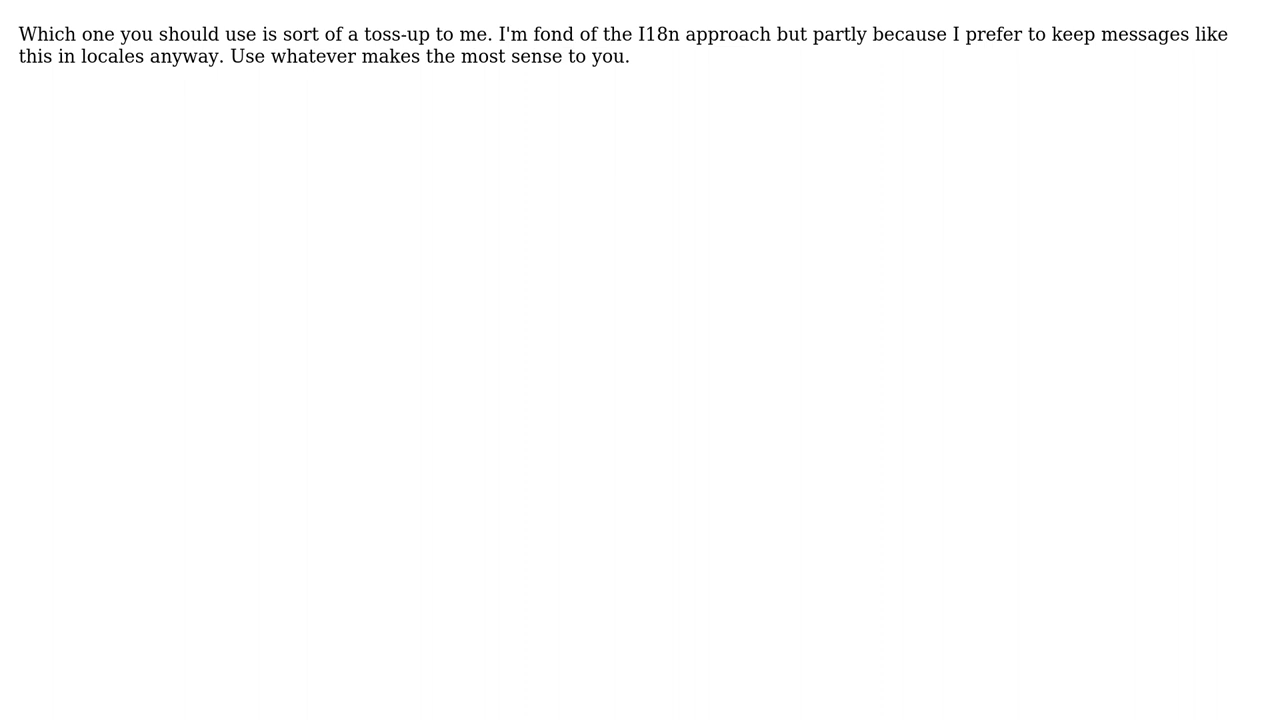 Which one you should use is sort of a toss-up to me. I'm fond of the I18n approach but partly because I prefer to keep messages like
this in locales anyway. Use whatever makes the most sense to you.